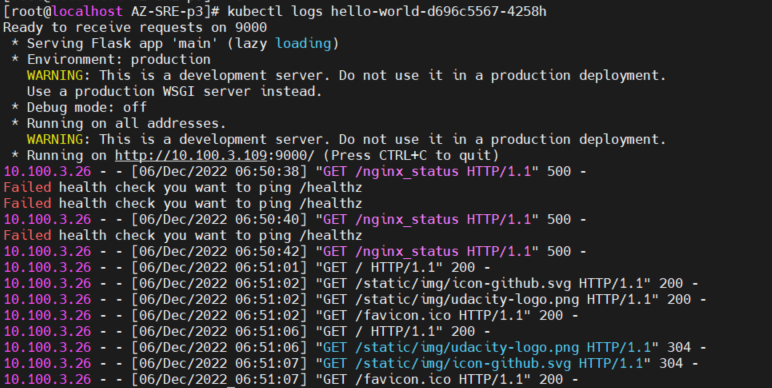 [root@localhost AZ-SRE-p3]# kubectl logs hello-world-d696c5567-4258h
Ready to receive requests on 9000
 * Serving Flask app 'main' (lazy loading)
 * Environment: production
   WARNING: This is a development server. Do not use it in a production deployment.
   Use a production WSGI server instead.
 * Debug mode: off
 * Running on all addresses.
   WARNING: This is a development server. Do not use it in a production deployment.
 * Running on http://10.100.3.109:9000/ (Press CTRL+C to quit)
10.100.3.26 - - [06/Dec/2022 06:50:38] "GET /nginx_status HTTP/1.1" 500 -
Failed health check you want to ping /healthz
Failed health check you want to ping /healthz
10.100.3.26 - - [06/Dec/2022 06:50:40] "GET /nginx_status HTTP/1.1" 500 -
Failed health check you want to ping /healthz
10.100.3.26 - - [06/Dec/2022 06:50:42] "GET /nginx_status HTTP/1.1" 500 -
10.100.3.26 - - [06/Dec/2022 06:51:01] "GET / HTTP/1.1" 200 -
10.100.3.26 - - [06/Dec/2022 06:51:02] "GET /static/img/icon-github.svg HTTP/1.1" 200 -
10.100.3.26 - - [06/Dec/2022 06:51:02] "GET /static/img/udacity-logo.png HTTP/1.1" 200 -
10.100.3.26 - - [06/Dec/2022 06:51:02] "GET /favicon.ico HTTP/1.1" 200 -
10.100.3.26 - - [06/Dec/2022 06:51:06] "GET / HTTP/1.1" 200 -
10.100.3.26 - - [06/Dec/2022 06:51:06] "GET /static/img/udacity-logo.png HTTP/1.1" 304 -
10.100.3.26 - - [06/Dec/2022 06:51:07] "GET /static/img/icon-github.svg HTTP/1.1" 304 -
10.100.3.26 - - [06/Dec/2022 06:51:07] "GET /favicon.ico HTTP/1.1" 200 -